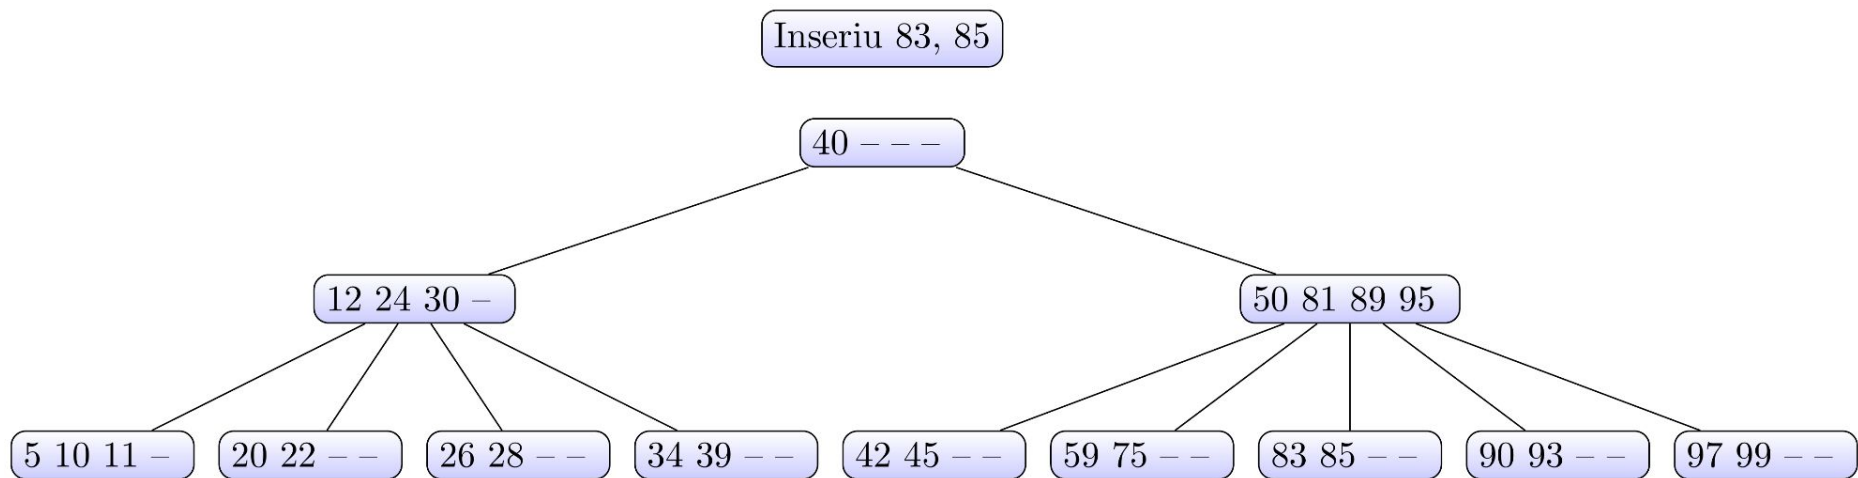 Inseriu 83, 85
40 – – –
12 24 30 –
50 81 89 95
5 10 11 –
20 22 – –
26 28 – –
34 39 – –
42 45 – –
59 75 – –
83 85 – –
90 93 – –
97 99 – –